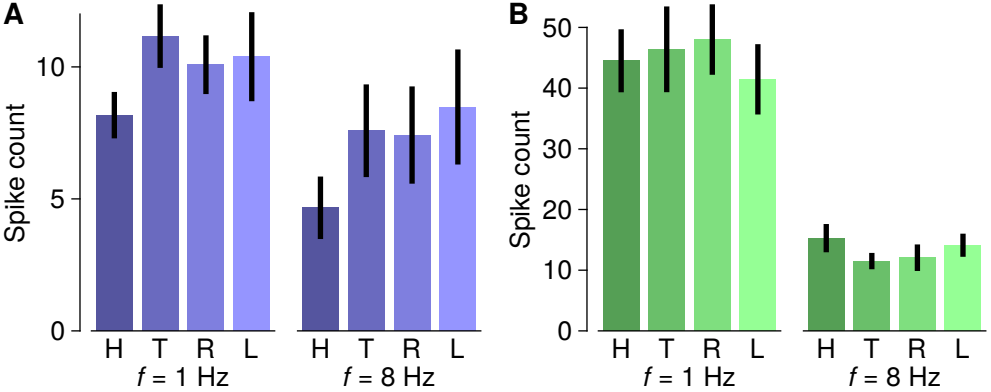 A
Spike count
10
5
0
H T R L
f = 1 Hz
H T R L
f = 8 Hz
B
Spike count
50
40
30
20
10
0
H T R L
f = 1 Hz
H T R L
f = 8 Hz